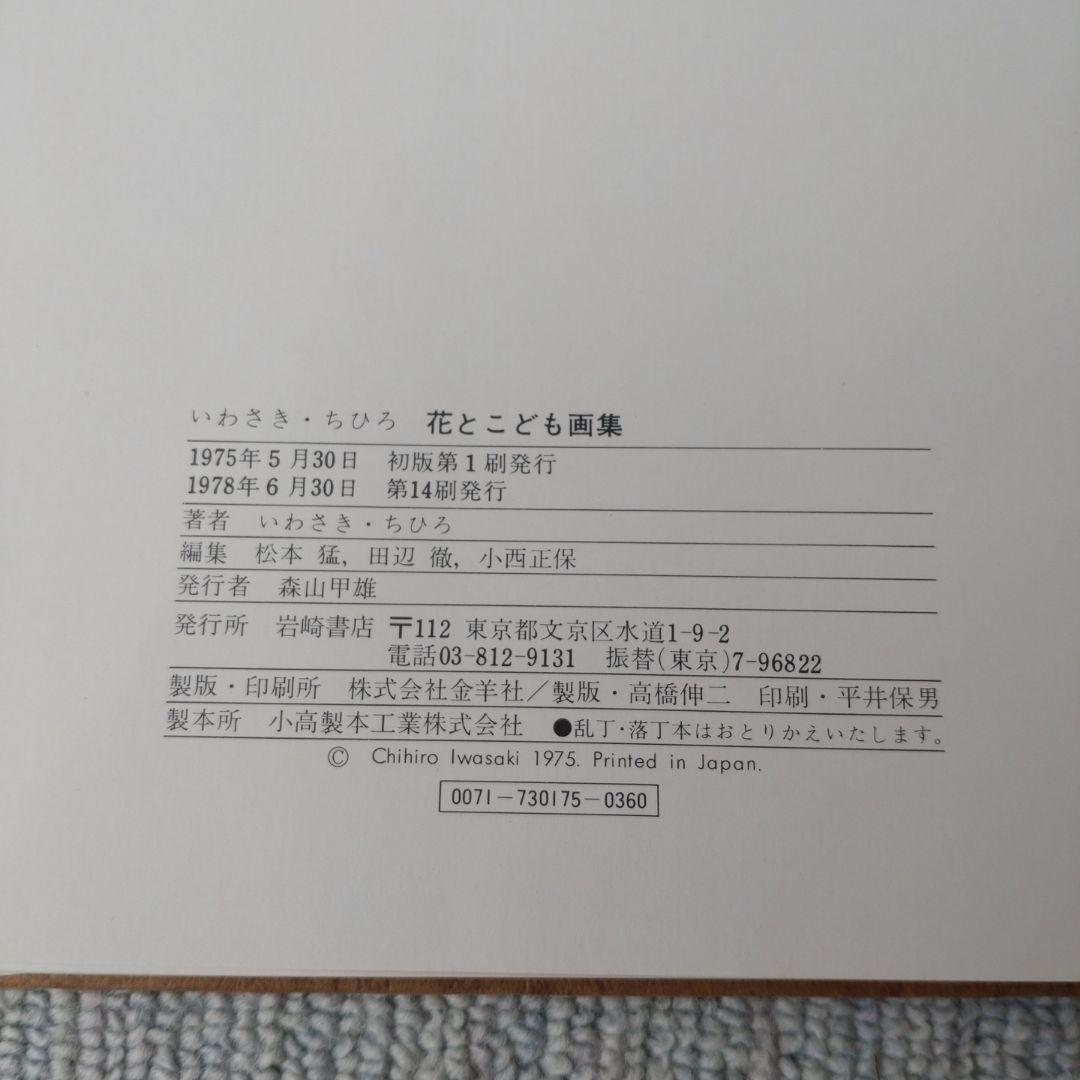 いわさき・ちひろ 花とこども画集
1975年5月30日 初版第1刷発行
1978年6月30日 第14刷発行
著者 いわさき・ちひろ
編集 松本 猛, 田辺 徹, 小西正保
発行者 森山甲雄
発行所 岩崎書店 〒112 東京都文京区水道1-9-2
電話03-812-9131 振替(東京)7-96822
製版・印刷所 株式会社金羊社/製版・高橋伸二 印刷・平井保男
製本所 小高製本工業株式会社 ●乱丁・落丁本はおとりかえいたします。
© Chihiro Iwasaki 1975. Printed in Japan.
0071-730175-0360